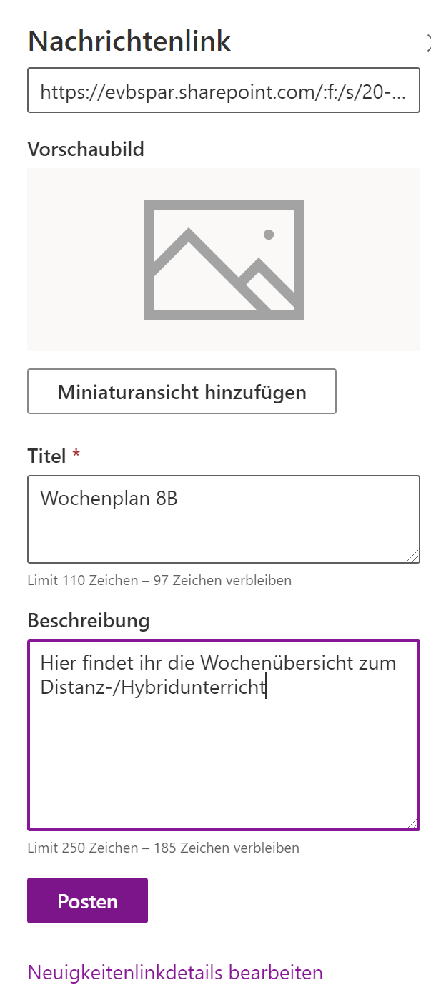 Nachrichtenlink
https://evbspar.sharepoint.com/:f:/s/20-...
Vorschaubild
Miniaturansicht hinzufügen
Titel *
Wochenplan 8B
Limit 110 Zeichen – 97 Zeichen verbleiben
Beschreibung
Hier findet ihr die Wochenübersicht zum
Distanz-/Hybridunterricht
Limit 250 Zeichen – 185 Zeichen verbleiben
Posten
Neuigkeitenlinkdetails bearbeiten